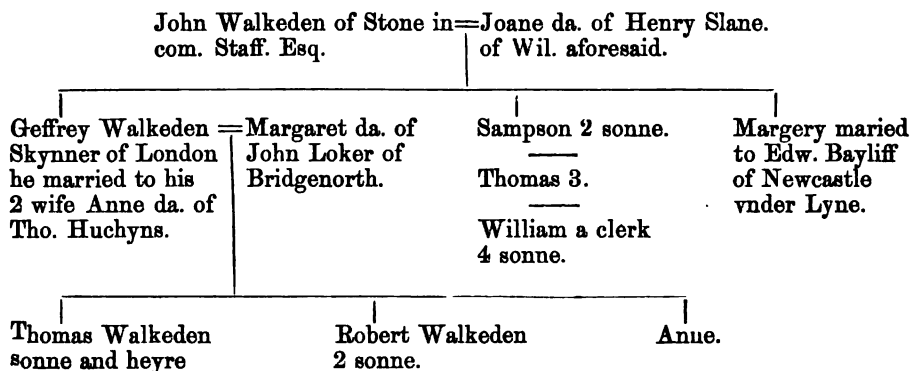 John Walkeden of Stone in═Joane da. of Henry Slane.
com. Staff. Esq.
of Wil. aforesaid.
Geffrey Walkeden ═
Skynner of London
he married to his
2 wife Anne da. of
Tho. Huchyns.
Margaret da. of
John Loker of
Bridgenorth.
Sampson 2 sonne.
Thomas 3.
William a clerk
4 sonne.
Margery maried
to Edw. Bayliff
of Newcastle
vnder Lyne.
Thomas Walkeden
sonne and heyre
Robert Walkeden
2 sonne.
Anue.